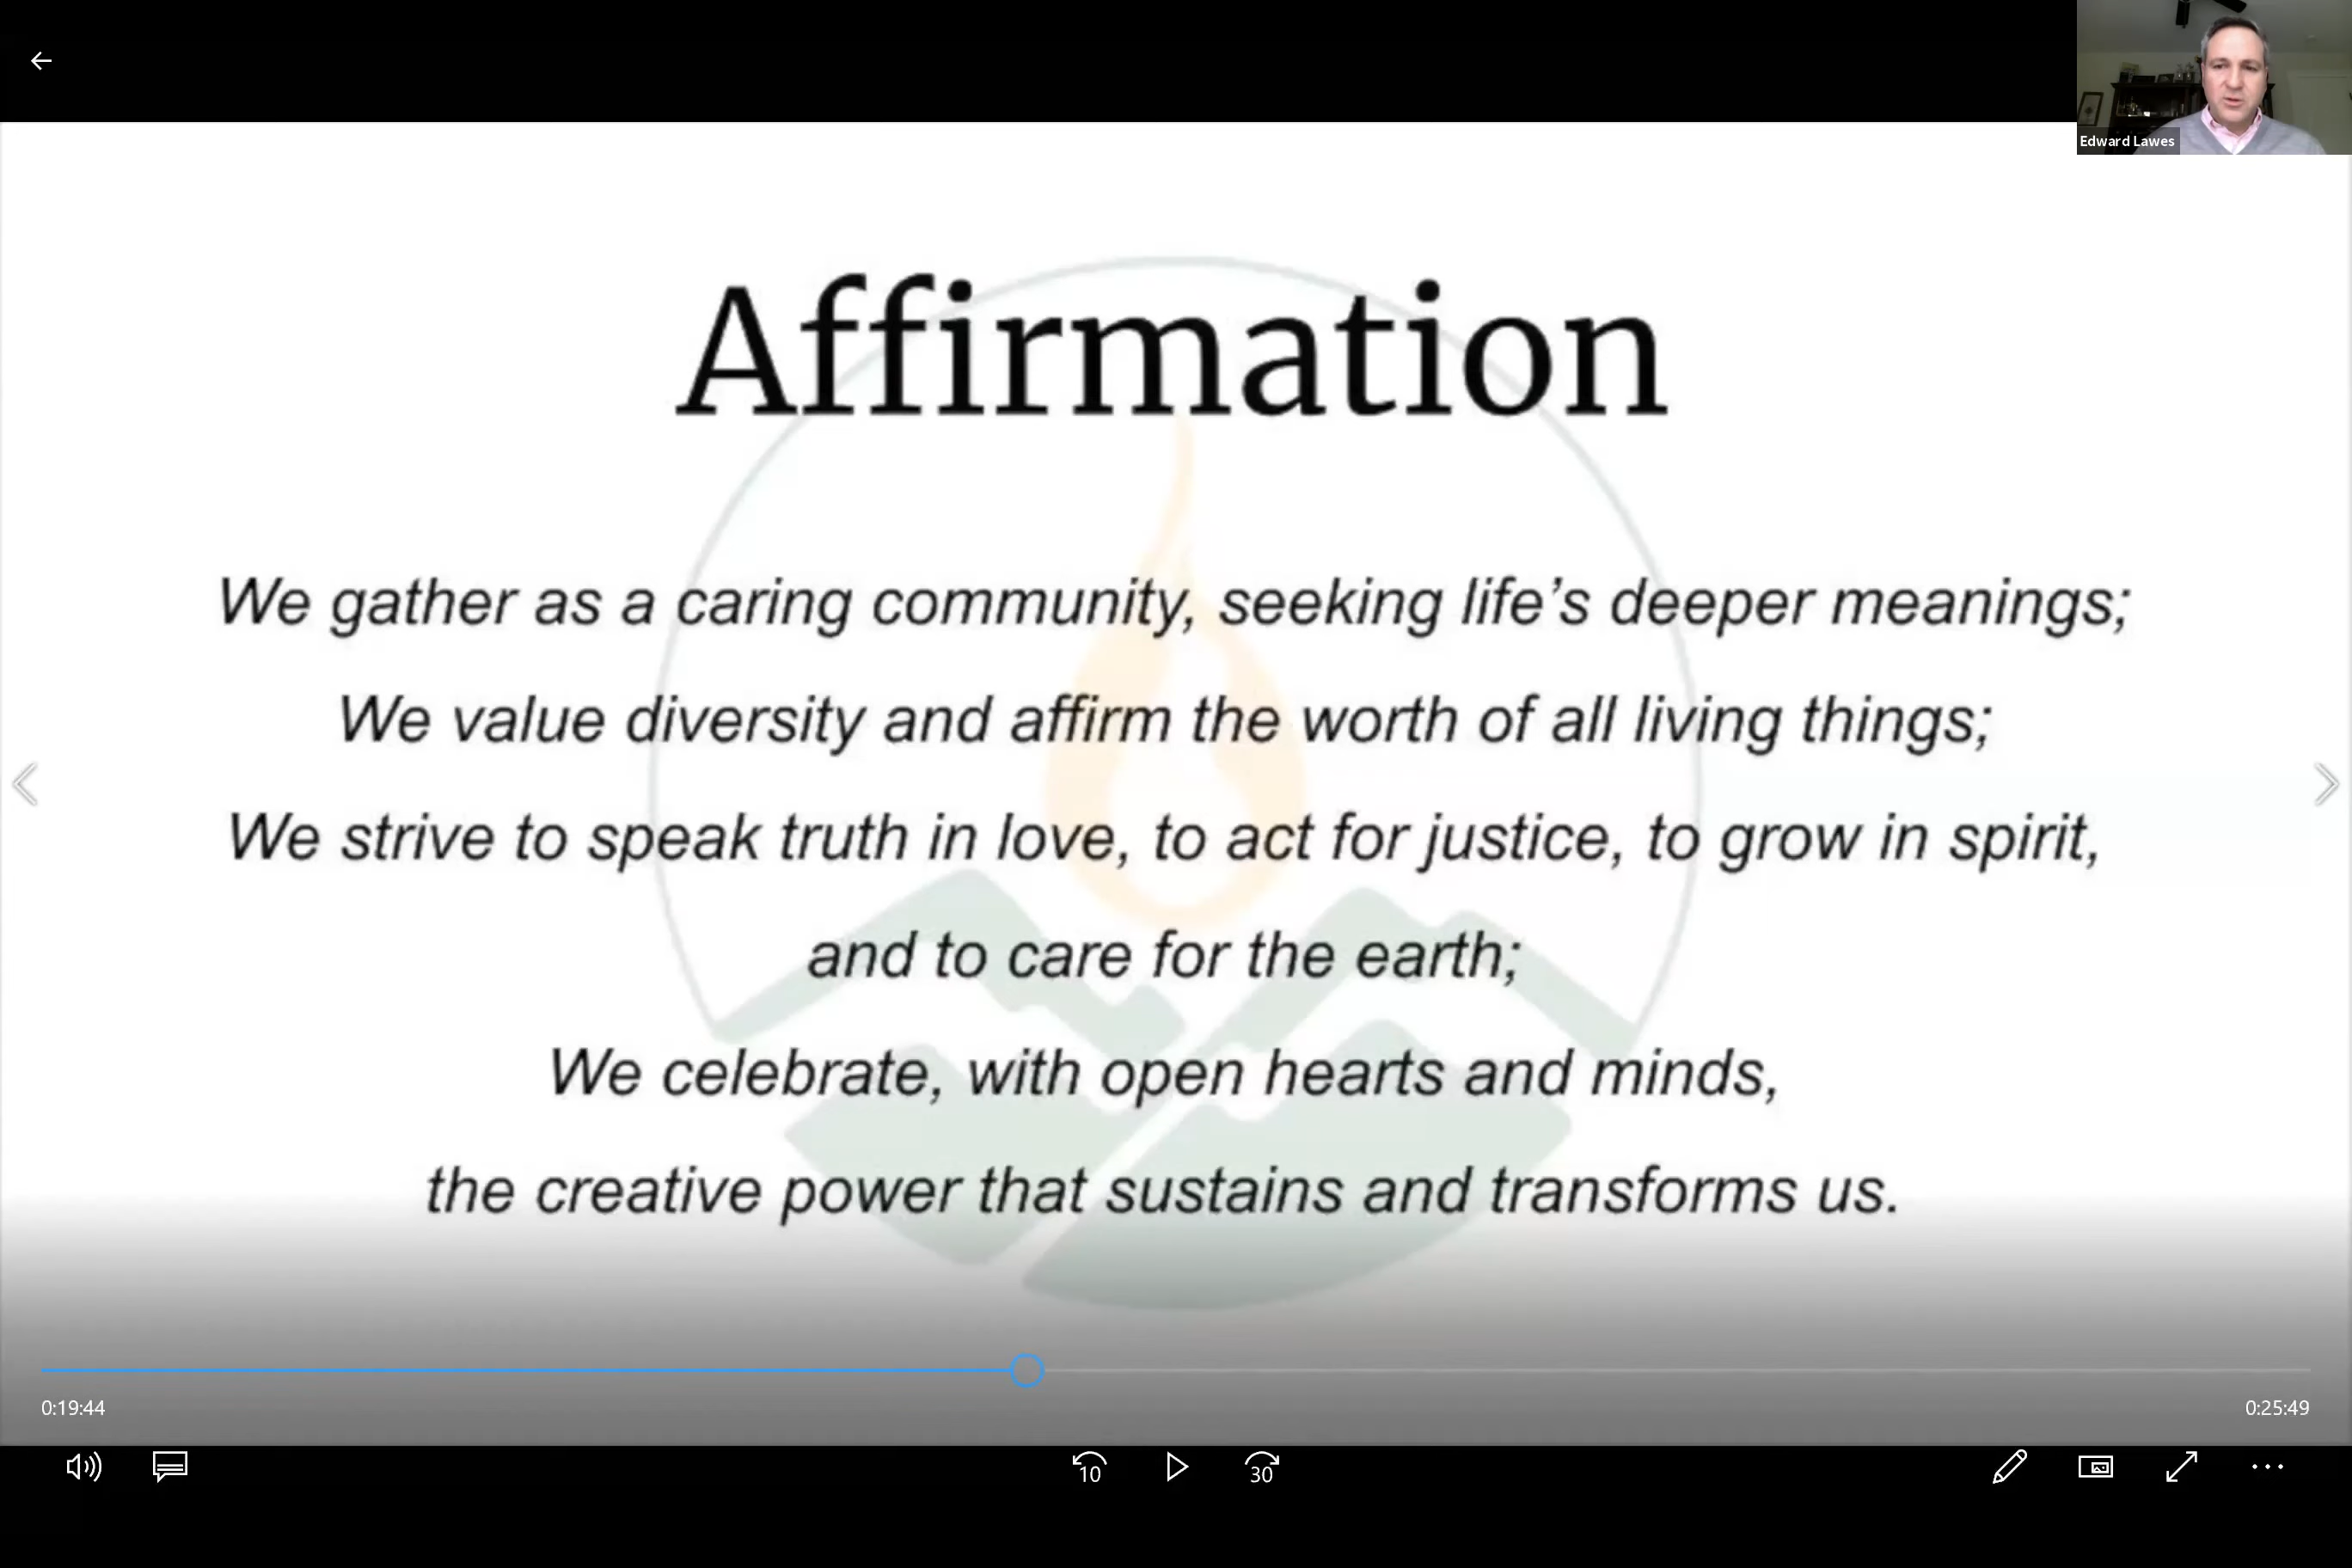 Edward Lawes
Affirmation
We gather as a caring community, seeking life’s deeper meanings;
We value diversity and affirm the worth of all living things;
We strive to speak truth in love, to act for justice, to grow in spirit,
and to care for the earth;
We celebrate, with open hearts and minds,
the creative power that sustains and transforms us.
0:19:44
0:25:49
10
30